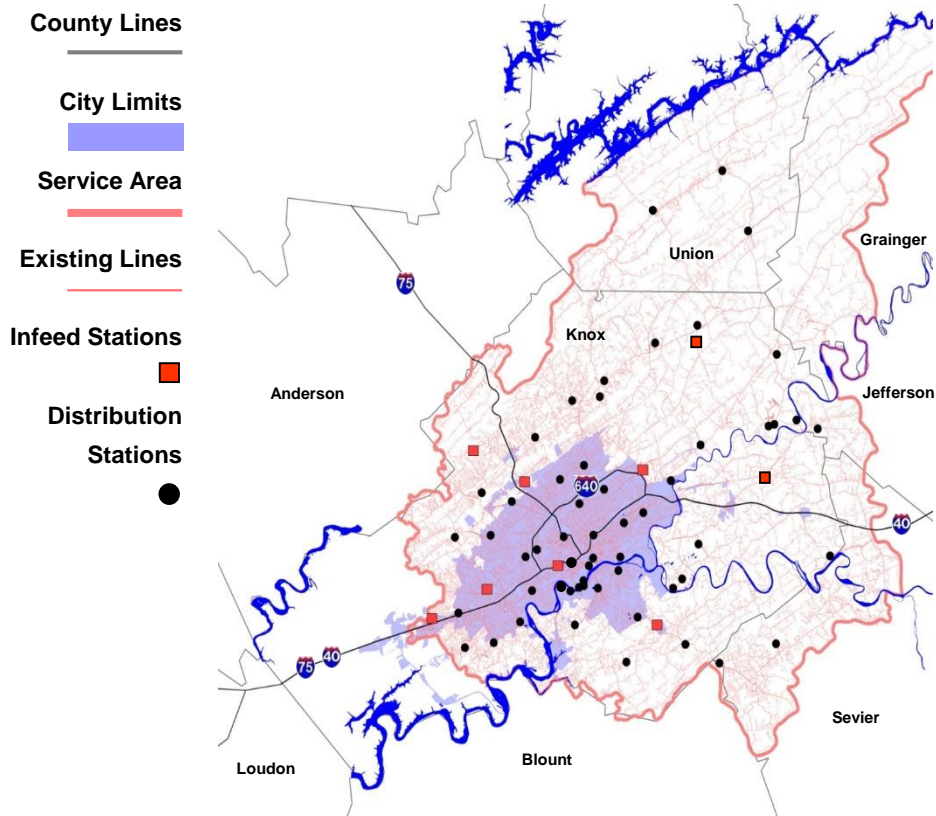 County Lines
City Limits
Service Area
Existing Lines
Infeed Stations
Distribution
Stations
Grainger
Union
75
Knox
Anderson
Jefferson
640
40
75
40
Sevier
Blount
Loudon